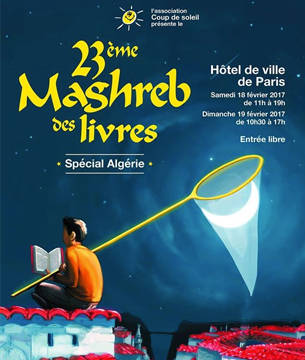 l'association
Coup de soleil
présente le
23ème
Maghreb
des livres
• Spécial Algérie •
Hôtel de ville
de Paris
Samedi 18 février 2017
de 11h à 19h
Dimanche 19 février 2017
de 10h30 à 17h
Entrée libre